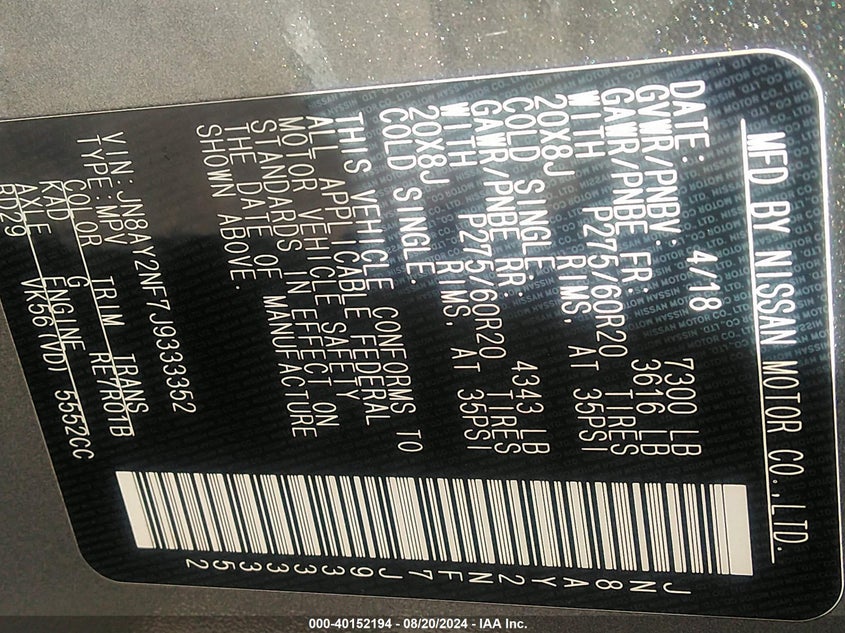 MFD BY NISSAN MOTOR CO.,LTD.
DATE: 4/18
GVWR/PNBV: 7300 LB
GAWR/PNBE FR: 3616 LB
WITH P275/60R20 TIRES
20X8J RIMS. AT 35PSI
COLD SINGLE.
GAWR/PNBE RR: 4343 LB
WITH P275/60R20 TIRES
20X8J RIMS. AT 35PSI
COLD SINGLE.
THIS VEHICLE CONFORMS TO
ALL APPLICABLE FEDERAL
MOTOR VEHICLE SAFETY
STANDARDS IN EFFECT ON
THE DATE OF MANUFACTURE
SHOWN ABOVE.
VIN:JN8AY2NF7J9333352
TYPE:MPV
COLOR TRIM TRANS
KAD G RE7R01B
AXLE ENGINE
RD29 VK56(VD) 5552CC
JN8AY2NF7J9333352
000-40152194 - 08/20/2024 - IAA Inc.